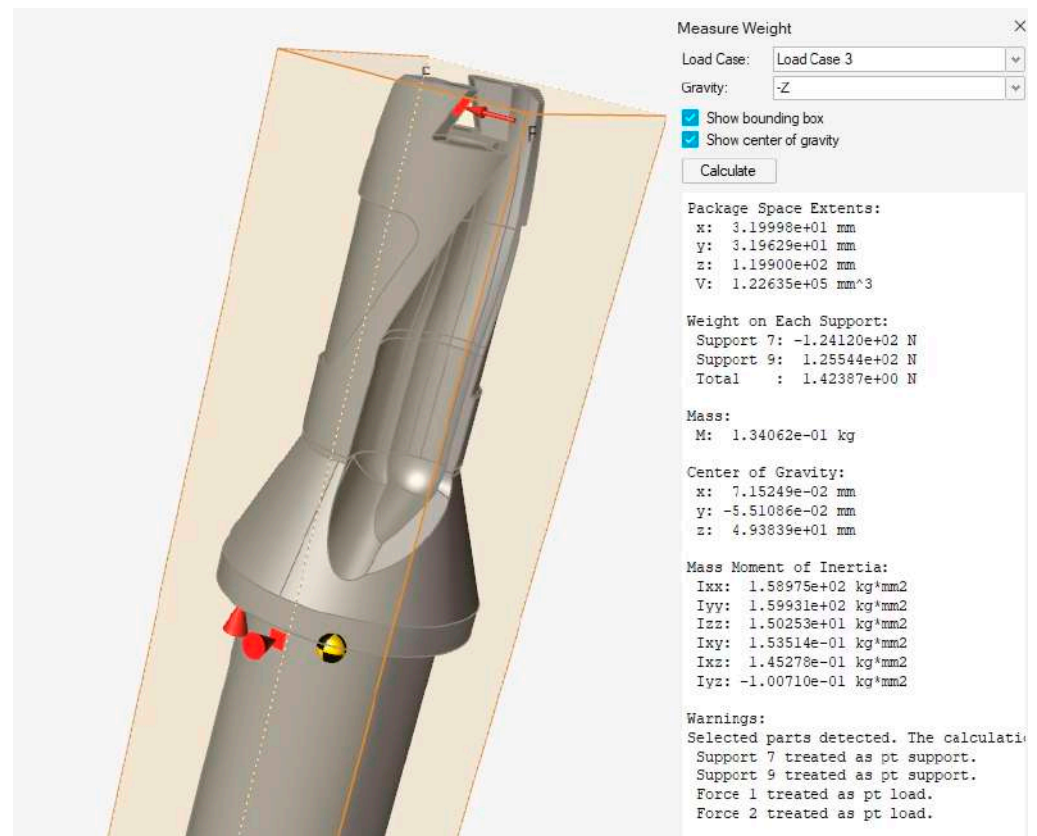 Measure Weight
Load Case: Load Case 3
Gravity: -Z
Show bounding box
Show center of gravity
Calculate
Package Space Extents:
x: 3.19998e+01 mm
y: 3.19629e+01 mm
z: 1.19900e+02 mm
V: 1.22635e+05 mm^3
Weight on Each Support:
Support 7: -1.24120e+02 N
Support 9: 1.25544e+02 N
Total : 1.42387e+00 N
Mass:
M: 1.34062e-01 kg
Center of Gravity:
x: 7.15249e-02 mm
y: -5.51086e-02 mm
z: 4.93839e+01 mm
Mass Moment of Inertia:
Ixx: 1.58975e+02 kg*mm2
Iyy: 1.59931e+02 kg*mm2
Izz: 1.50253e+01 kg*mm2
Ixy: 1.53514e-01 kg*mm2
Ixz: 1.45278e-01 kg*mm2
Iyz: -1.00710e-01 kg*mm2
Warnings:
Selected parts detected. The calculati
Support 7 treated as pt support.
Support 9 treated as pt support.
Force 1 treated as pt load.
Force 2 treated as pt load.